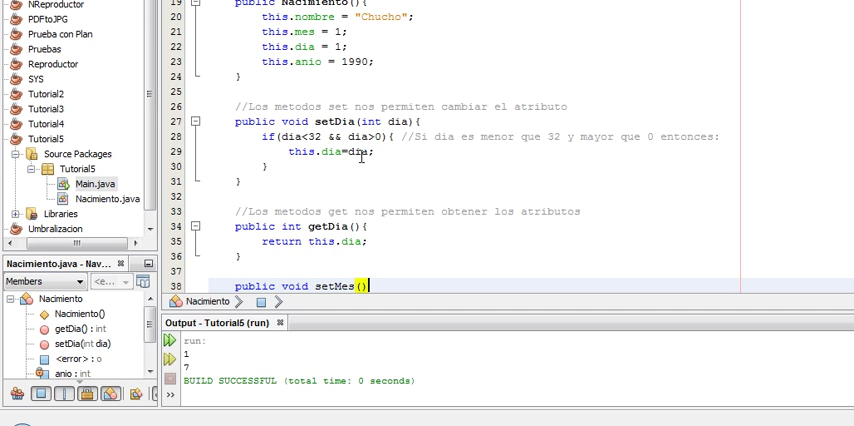 NReproductor
PDFtoJPG
Prueba con Plan
Pruebas
Reproductor
SYS
Tutorial2
Tutorial3
Tutorial4
Tutorial5
Source Packages
Tutorial5
Main.java
Nacimiento.java
Libraries
Umbralizacion
Nacimiento.java - Nav...
Members
<e...
Nacimiento
Nacimiento()
getDia() : int
setDia(int dia)
<error> : o
anio : int
19 public Nacimiento(){
20 this.nombre = "Chucho";
21 this.mes = 1;
22 this.dia = 1;
23 this.anio = 1990;
24 }
25
26 //Los metodos set nos permiten cambiar el atributo
27 public void setDia(int dia){
28 if(dia<32 && dia>0){ //Si dia es menor que 32 y mayor que 0 entonces:
29 this.dia=dia;
30 }
31 }
32
33 //Los metodos get nos permiten obtener los atributos
34 public int getDia(){
35 return this.dia;
36 }
37
38 public void setMes()
Nacimiento
Output - Tutorial5 (run)
run:
1
7
BUILD SUCCESSFUL (total time: 0 seconds)